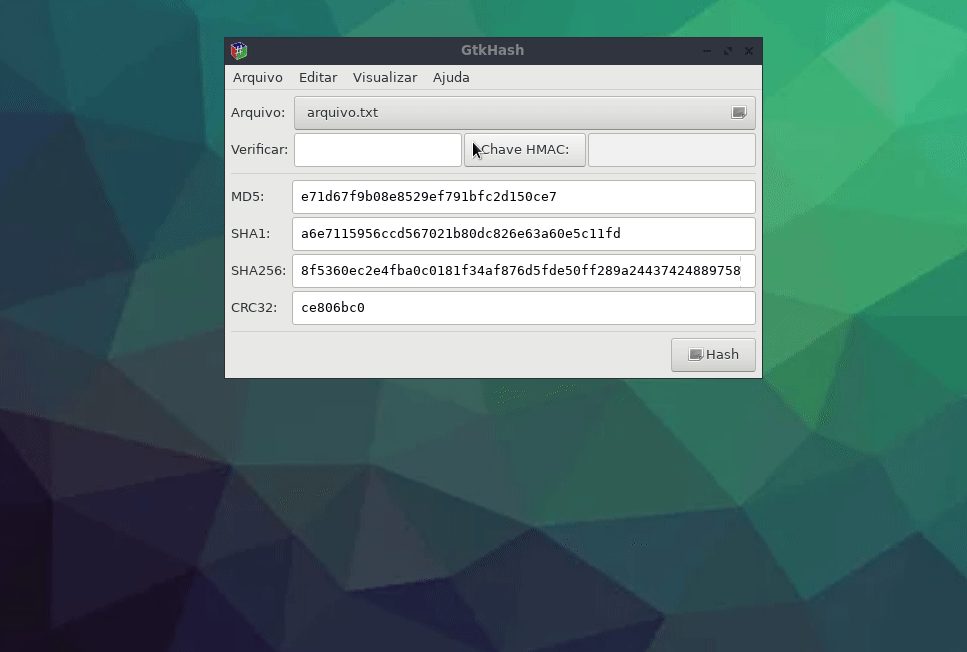 GtkHash
Arquivo Editar Visualizar Ajuda
Arquivo: arquivo.txt
Verificar: Chave HMAC:
MD5: e71d67f9b08e8529ef791bfc2d150ce7
SHA1: a6e7115956ccd567021b80dc826e63a60e5c11fd
SHA256: 8f5360ec2e4fba0c0181f34af876d5fde50ff289a24437424889758
CRC32: ce806bc0
Hash